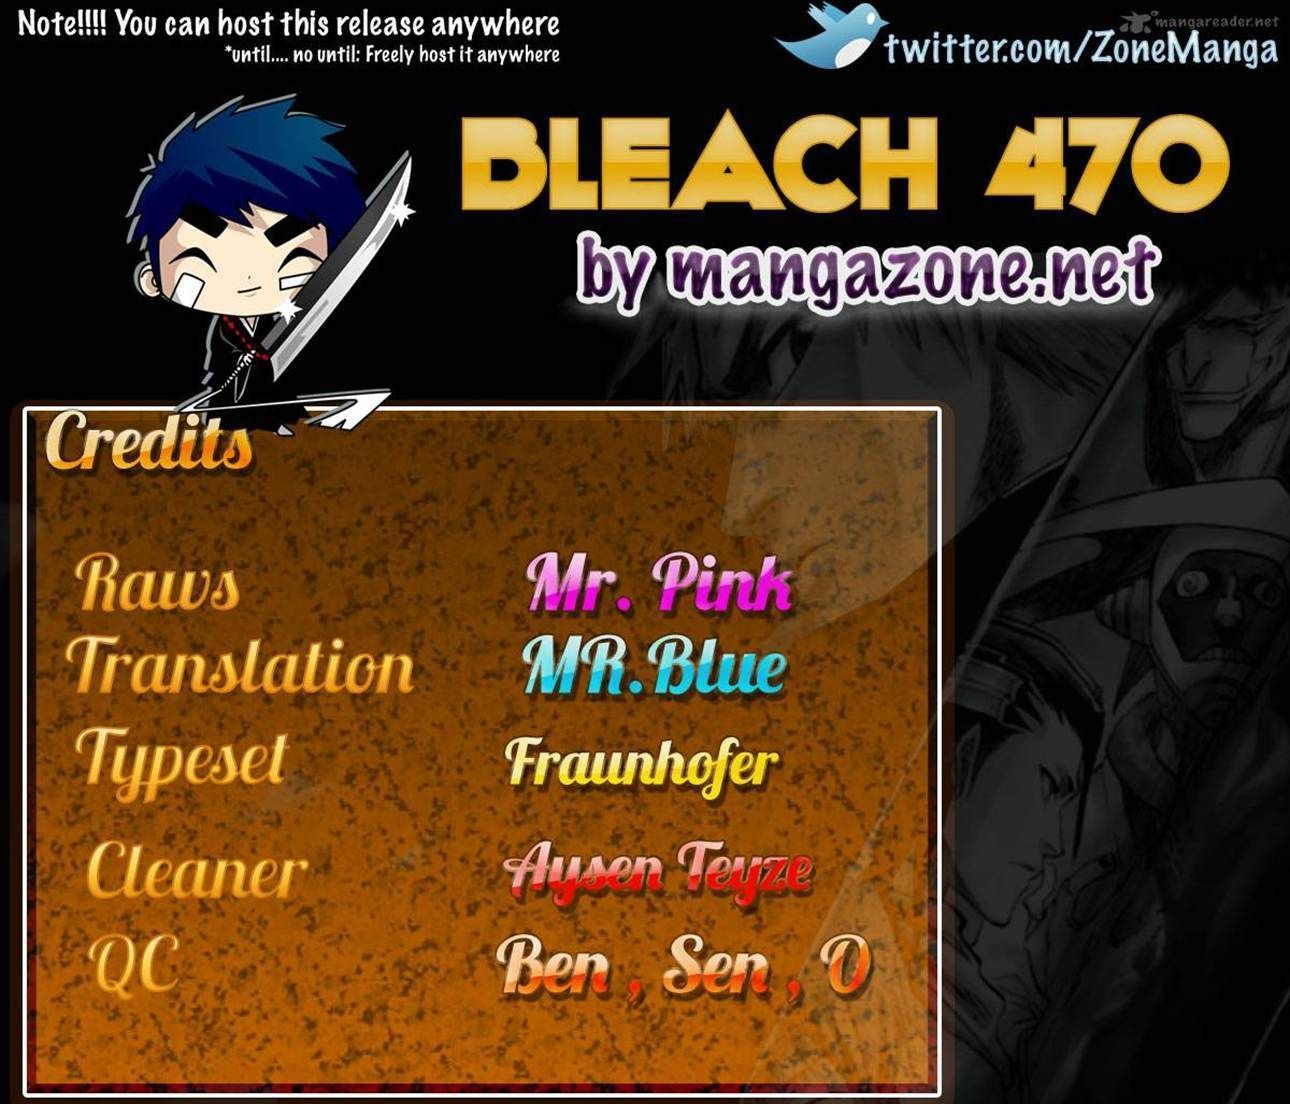 Note!!!! You can host this release anywhere
*until.... no until: Freely host it anywhere
mangareader.net
twitter.com/ZoneManga
BLEACH 470
by mangazone.net
Credits
Raws Mr. Pink
Translation MR.Blue
Typeset Fraunhofer
Cleaner Aysen Teyze
QC Ben , Sen , O